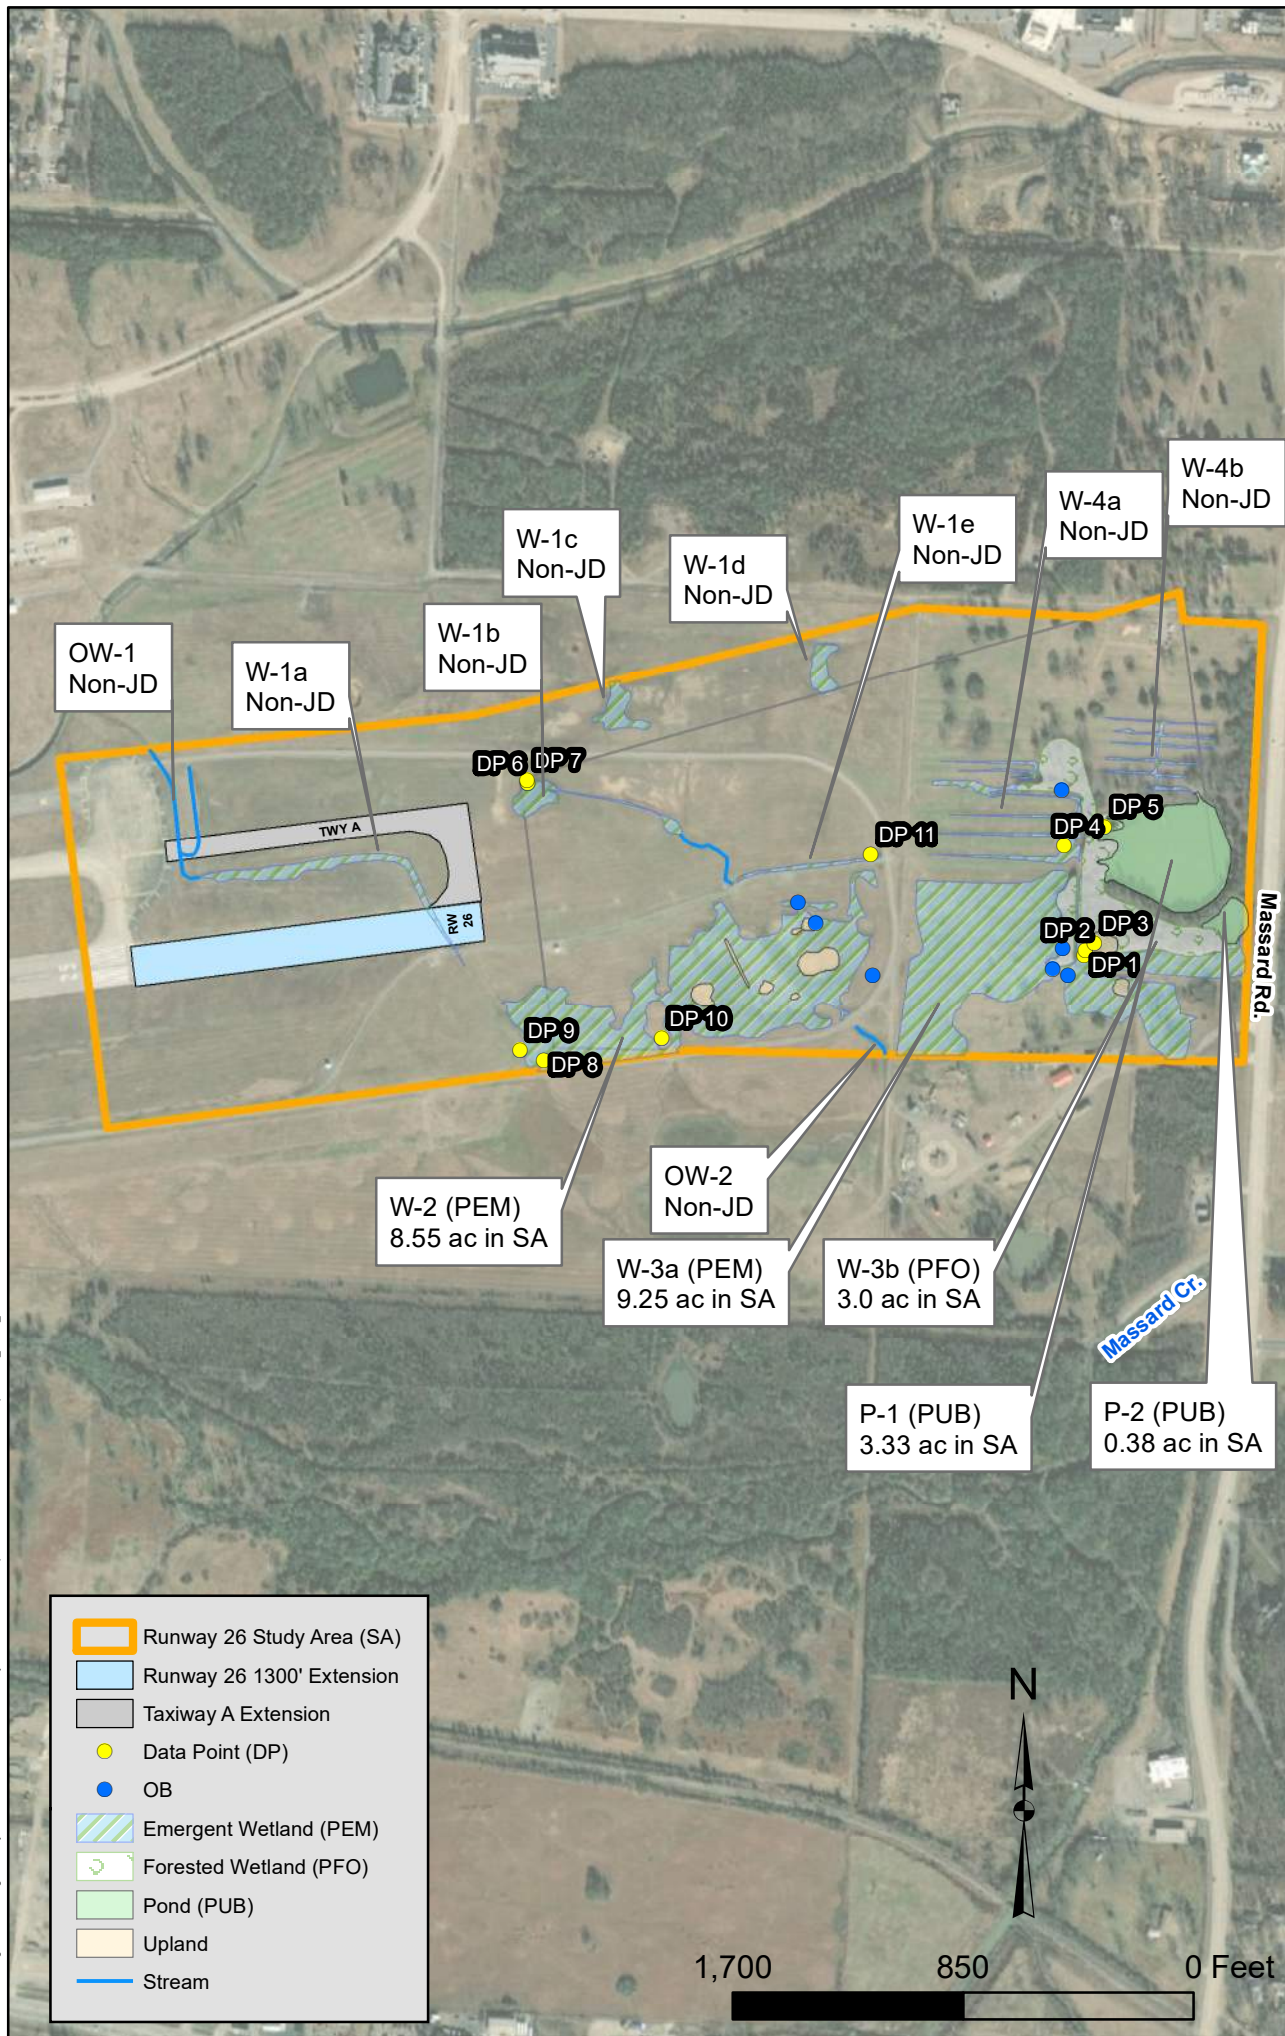 W-4b
Non-JD
W-4a
Non-JD
W-1e
Non-JD
W-1c
Non-JD
W-1d
Non-JD
W-1b
Non-JD
OW-1
Non-JD
W-1a
Non-JD
DP 6
DP 7
TWY A
RW
26
DP 11
DP 4
DP 5
DP 2
DP 3
DP 1
Massard Rd.
DP 9
DP 8
DP 10
W-2 (PEM)
8.55 ac in SA
OW-2
Non-JD
W-3a (PEM)
9.25 ac in SA
W-3b (PFO)
3.0 ac in SA
Massard Cr.
P-1 (PUB)
3.33 ac in SA
P-2 (PUB)
0.38 ac in SA
Runway 26 Study Area (SA)
Runway 26 1300' Extension
Taxiway A Extension
Data Point (DP)
OB
Emergent Wetland (PEM)
Forested Wetland (PFO)
Pond (PUB)
Upland
Stream
N
1,700
850
0 Feet